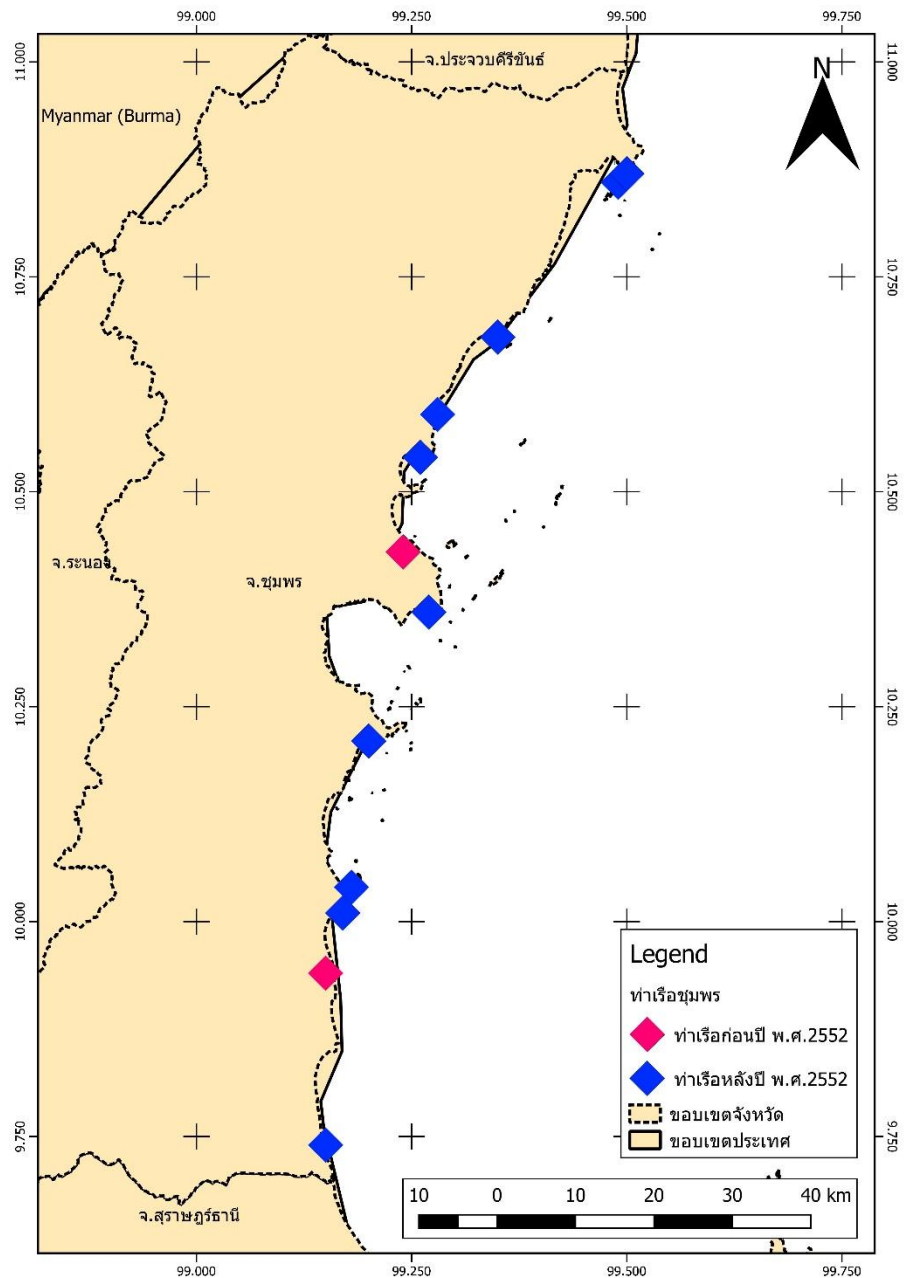 99.000 99.250 99.500 99.750
11.000 11.000
จ.ประจวบคีรีขันธ์
N
Myanmar (Burma)
10.750 10.750
10.500 10.500
จ.ระนอง
จ.ชุมพร
10.250 10.250
10.000 10.000
Legend
ท่าเรือชุมพร
ท่าเรือก่อนปี พ.ศ.2552
ท่าเรือหลังปี พ.ศ.2552
ขอบเขตจังหวัด
ขอบเขตประเทศ
9.750 9.750
10 0 10 20 30 40 km
จ.สุราษฎร์ธานี
99.000 99.250 99.500 99.750